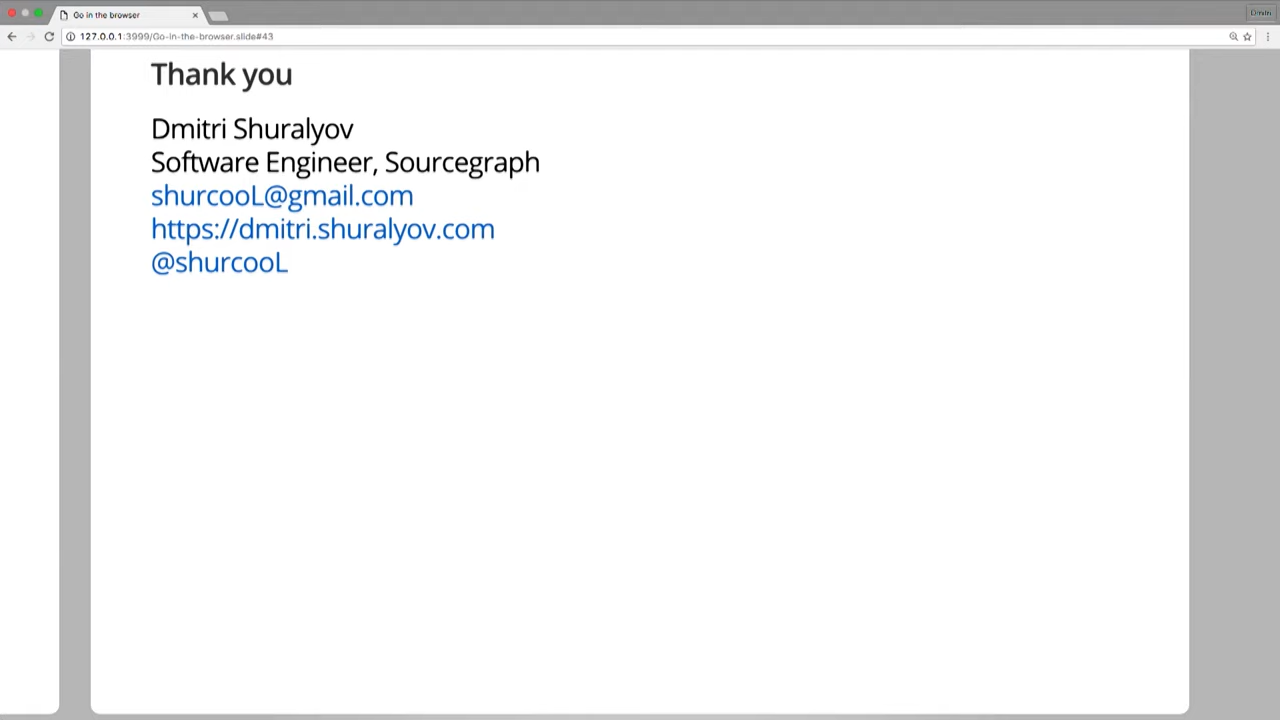 Go in the browser
Dmitri
127.0.0.1:3999/Go-in-the-browser.slide#43
Thank you
Dmitri Shuralyov
Software Engineer, Sourcegraph
shurcooL@gmail.com
https://dmitri.shuralyov.com
@shurcooL